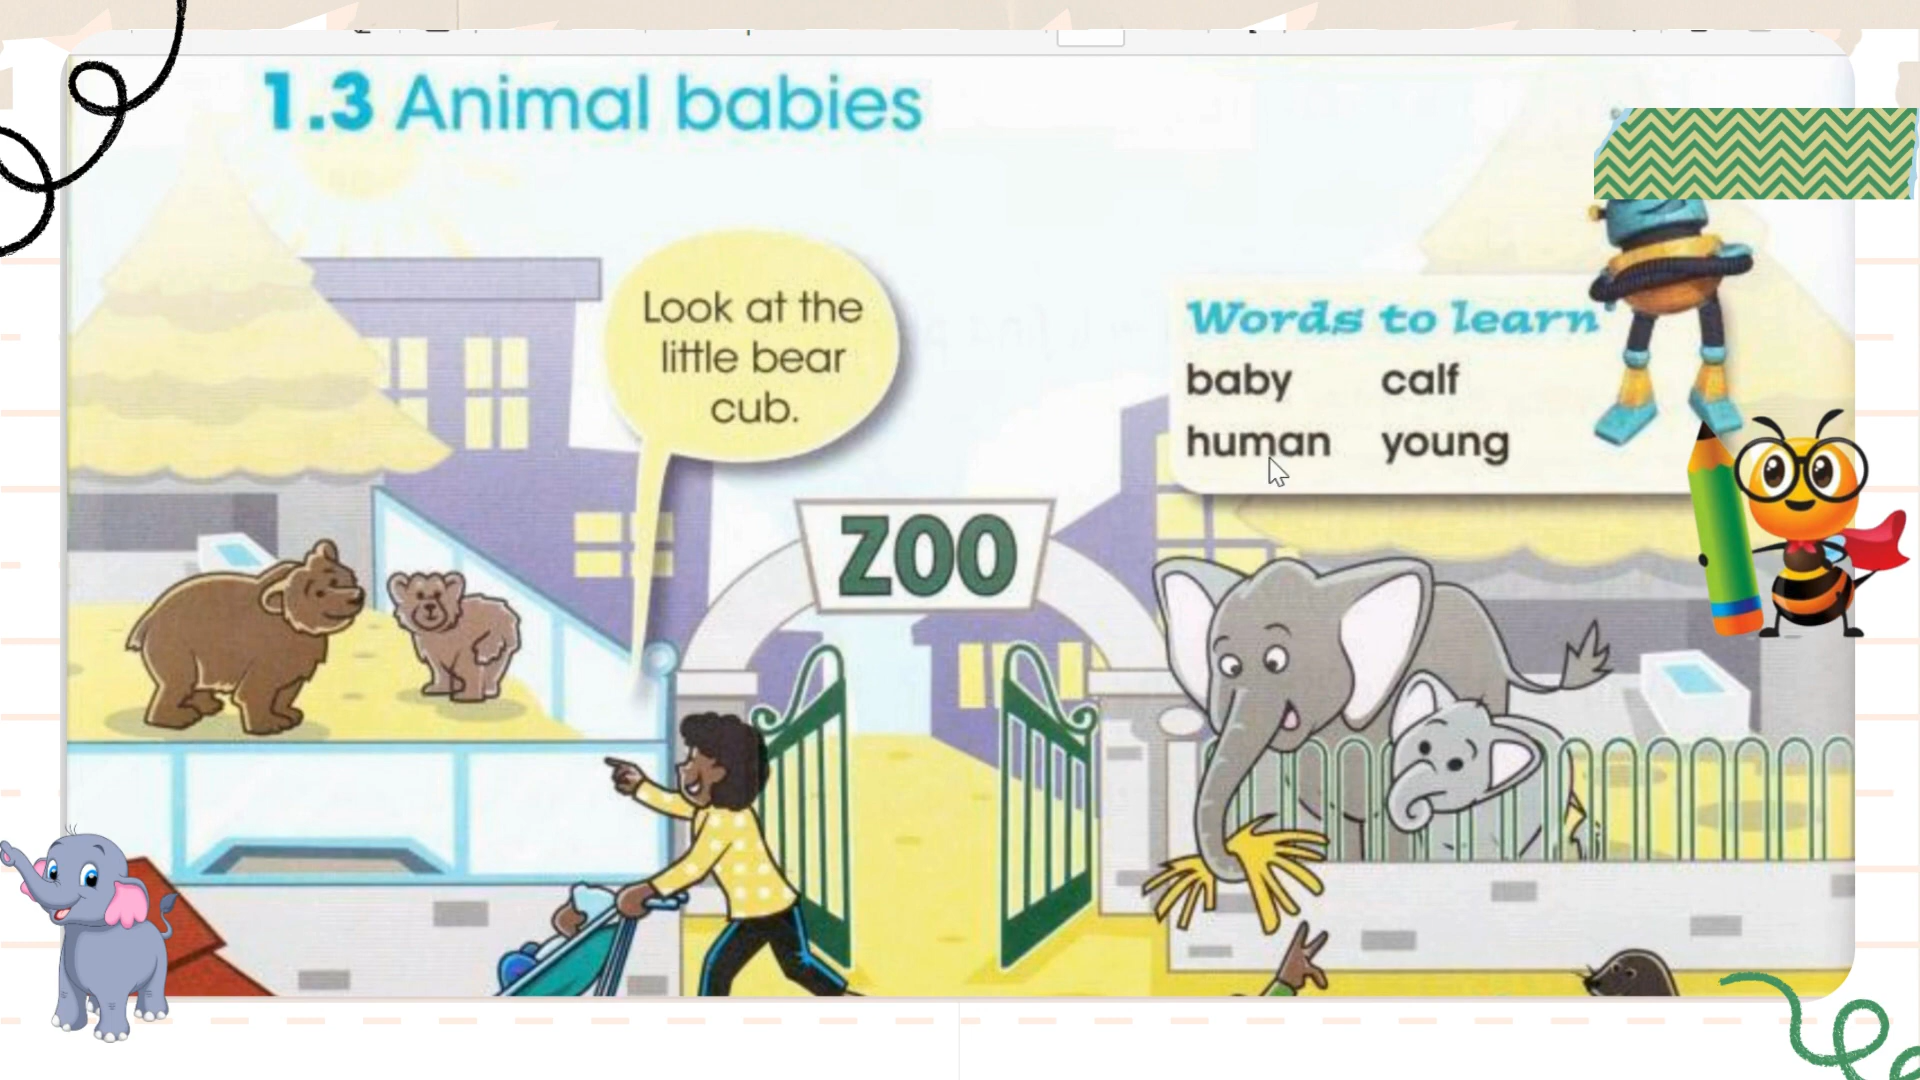 1.3 Animal babies
Look at the
little bear
cub.
Words to learn
baby calf
human young
ZOO